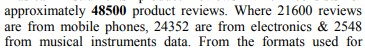 approximately 48500 product reviews. Where 21600 reviews
are from mobile phones, 24352 are from electronics & 2548
from musical instruments data. From the formats used for